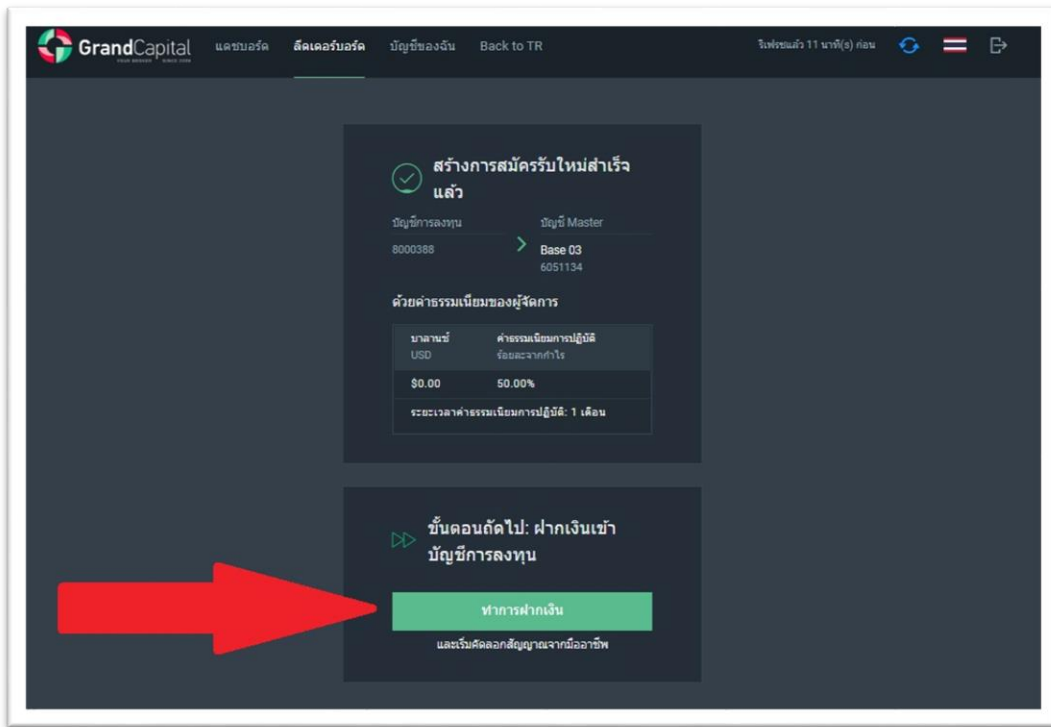 GrandCapital
YOUR BROKER SINCE 2006
แดชบอร์ด ลีดเดอร์บอร์ด บัญชีของฉัน Back to TR รีเฟรชแล้ว 11 นาที(s) ก่อน
สร้างการสมัครรับใหม่สำเร็จ
แล้ว
บัญชีการลงทุน บัญชี Master
8000388 Base 03
6051134
ด้วยค่าธรรมเนียมของผู้จัดการ
บาลานซ์ ค่าธรรมเนียมการปฏิบัติ
USD ร้อยละจากกำไร
$0.00 50.00%
ระยะเวลาค่าธรรมเนียมการปฏิบัติ: 1 เดือน
ขั้นตอนถัดไป: ฝากเงินเข้า
บัญชีการลงทุน
ทำการฝากเงิน
และเริ่มคัดลอกสัญญาณจากมืออาชีพ